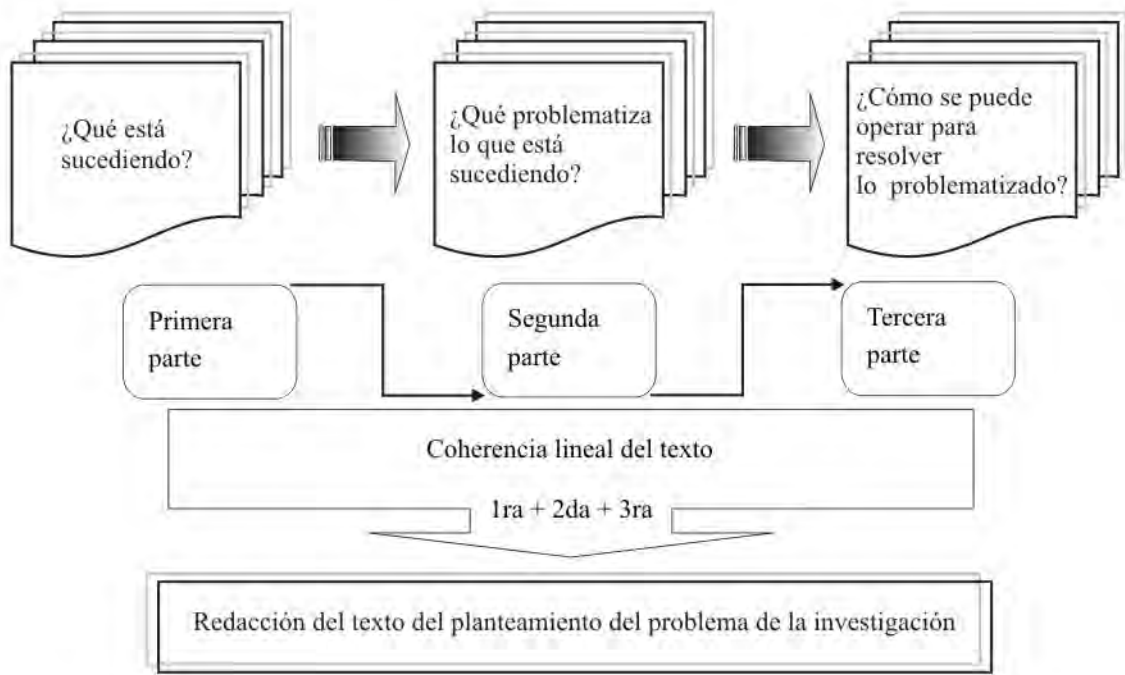 ¿Qué está
sucediendo?
¿Qué problematiza
lo que está
sucediendo?
¿Cómo se puede
operar para
resolver
lo problematizado?
Primera
parte
Segunda
parte
Tercera
parte
Coherencia lineal del texto
1ra + 2da + 3ra
Redacción del texto del planteamiento del problema de la investigación